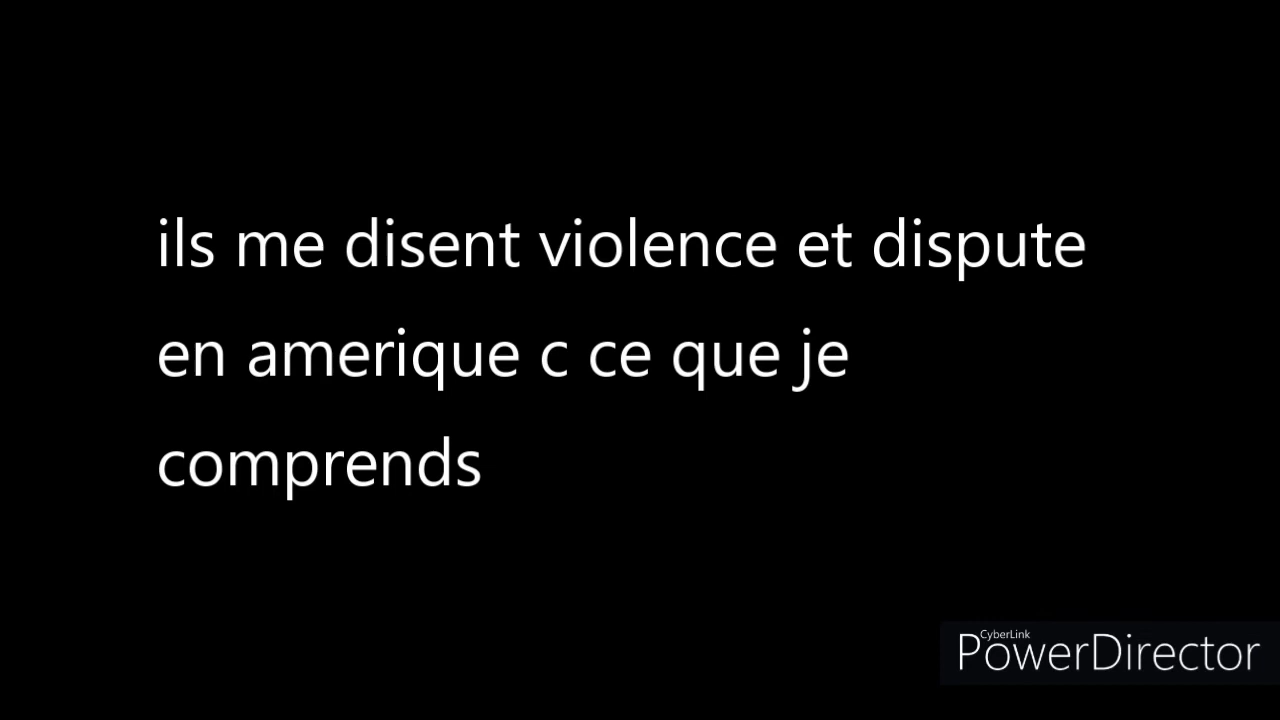 ils me disent violence et dispute
en amerique c ce que je
comprends
CyberLink
PowerDirector